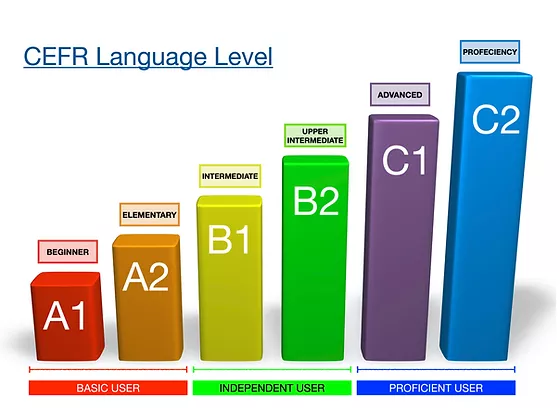 CEFR Language Level
PROFECIENCY
ADVANCED
UPPER
INTERMEDIATE
INTERMEDIATE
ELEMENTARY
BEGINNER
A1
A2
B1
B2
C1
C2
BASIC USER
INDEPENDENT USER
PROFICIENT USER